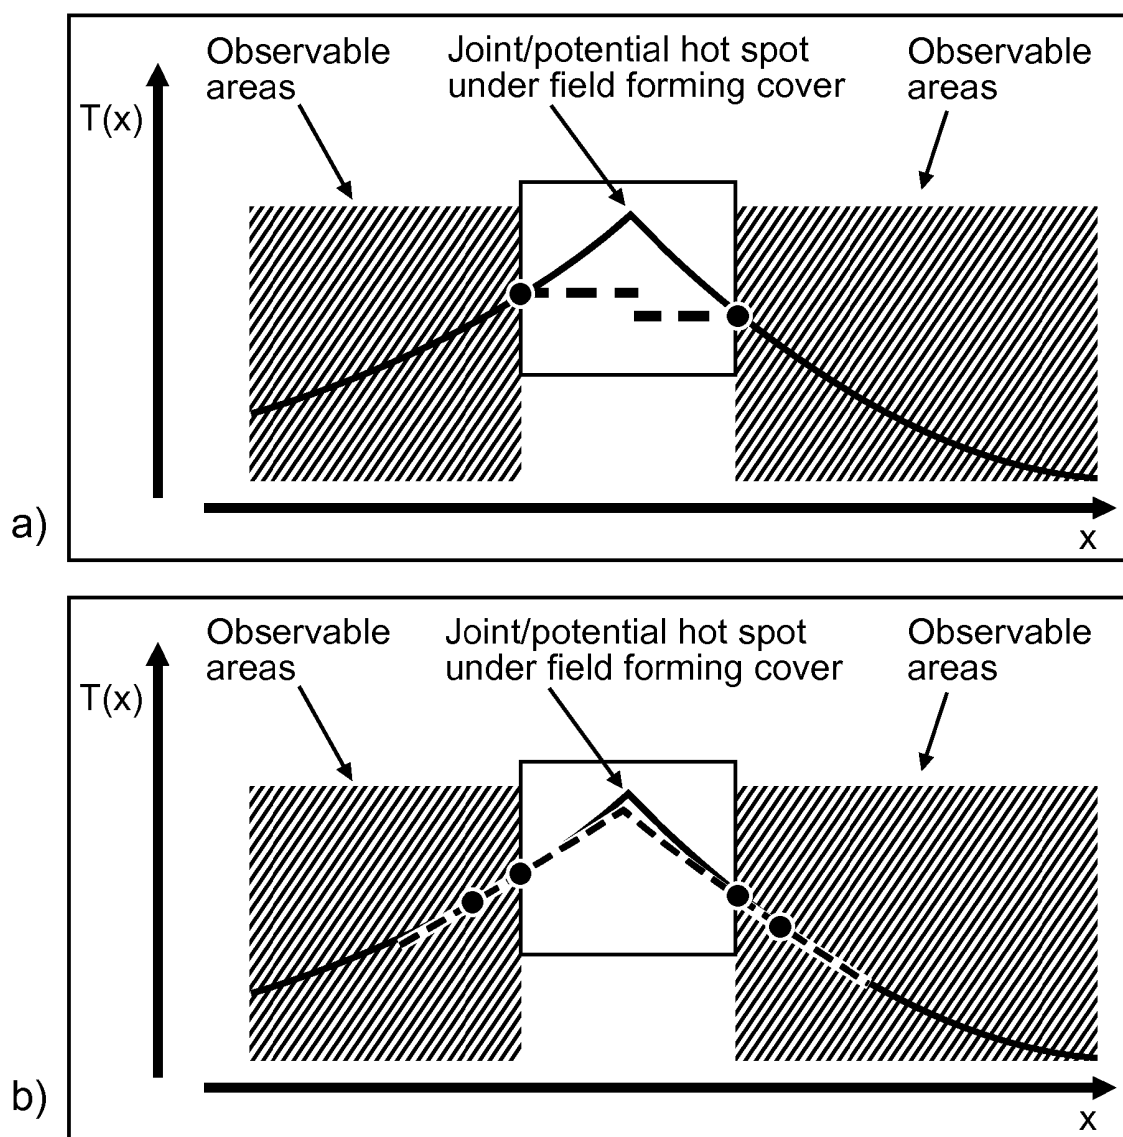 Observable
areas
Joint/potential hot spot
under field forming cover
Observable
areas
T(x)
x
a)
Observable
areas
Joint/potential hot spot
under field forming cover
Observable
areas
T(x)
x
b)